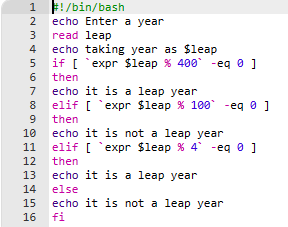 1 #!/bin/bash
2 echo Enter a year
3 read leap
4 echo taking year as $leap
5 if [ `expr $leap % 400` -eq 0 ]
6 then
7 echo it is a leap year
8 elif [ `expr $leap % 100` -eq 0 ]
9 then
10 echo it is not a leap year
11 elif [ `expr $leap % 4` -eq 0 ]
12 then
13 echo it is a leap year
14 else
15 echo it is not a leap year
16 fi